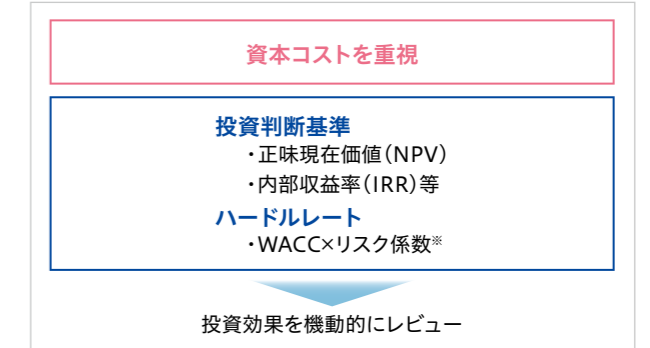 資本コストを重視
投資判断基準
・正味現在価値（NPV）
・内部収益率（IRR）等
ハードルレート
・WACC×リスク係数※
投資効果を機動的にレビュー